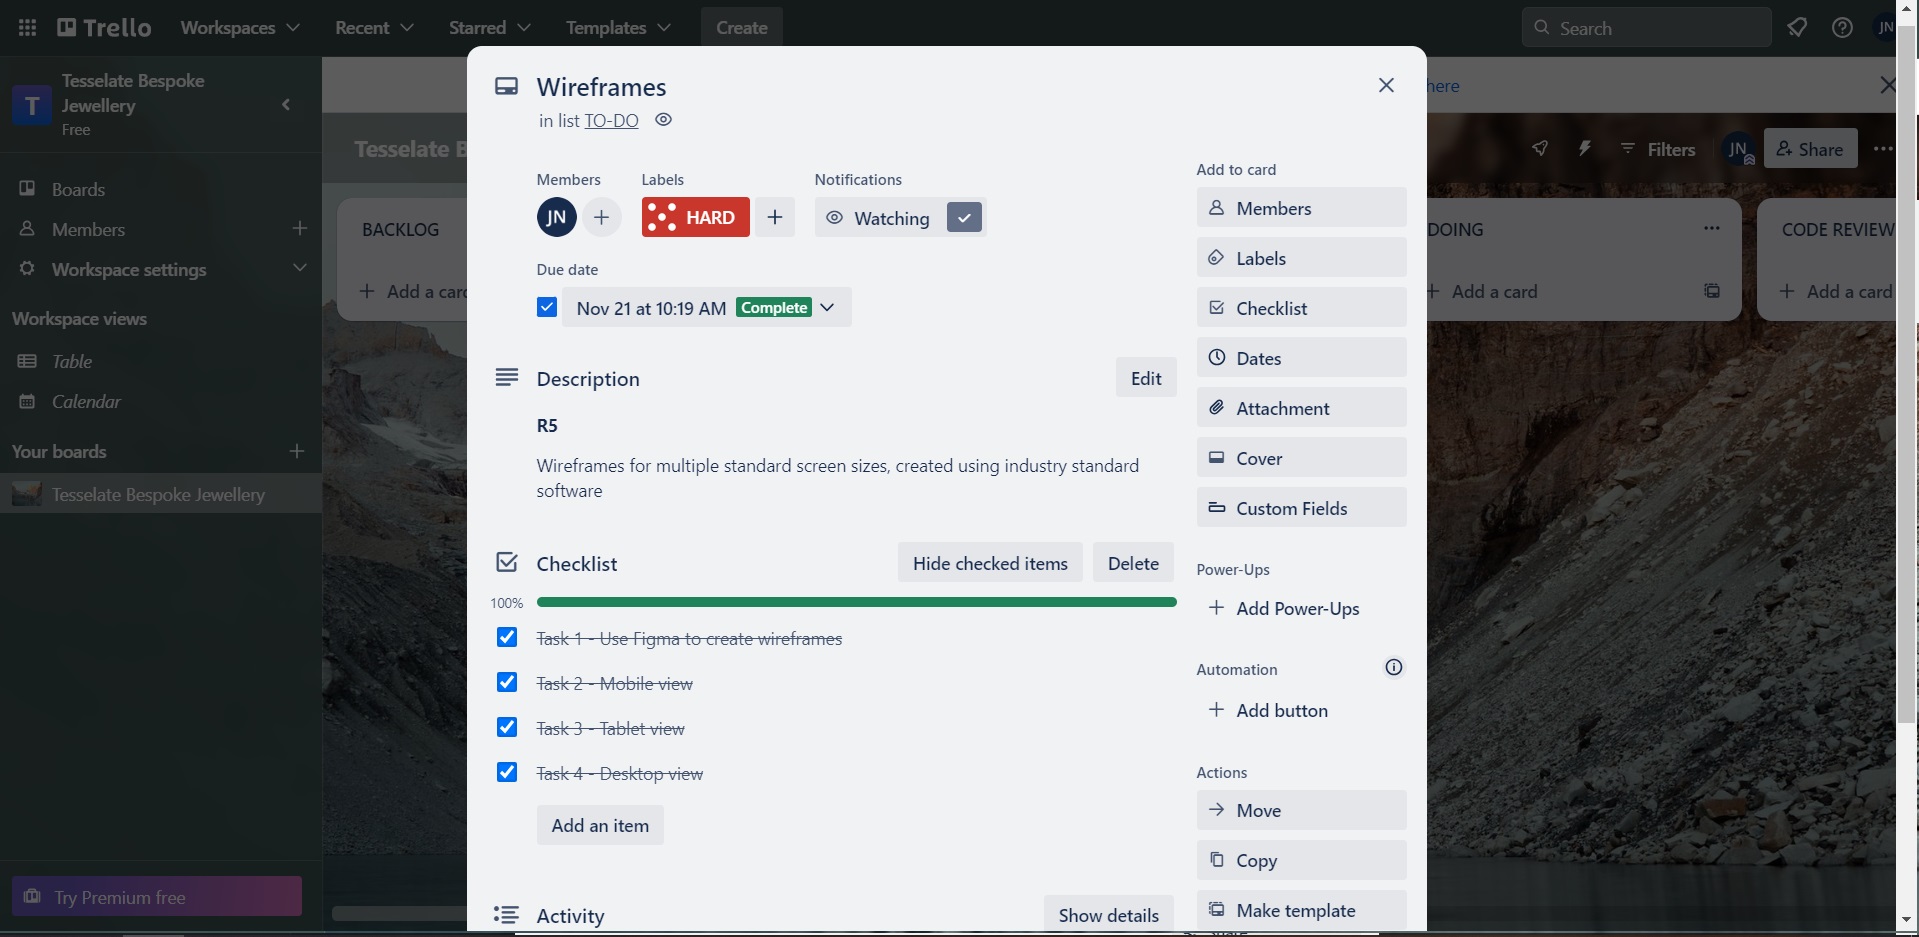 Trello
Workspaces
Recent
Starred
Templates
Create
Search
JN
T
Tesselate Bespoke
Jewellery
Free
Boards
Members
Workspace settings
Workspace views
Table
Calendar
Your boards
Tesselate Bespoke Jewellery
Try Premium free
here
Tesselate B
Filters
JN
Share
BACKLOG
Add a card
DOING
Add a card
CODE REVIEW
Add a card
Wireframes
in list TO-DO
Members
JN
Labels
HARD
Notifications
Watching
Due date
Nov 21 at 10:19 AM Complete
Description
Edit
R5
Wireframes for multiple standard screen sizes, created using industry standard
software
Checklist
Hide checked items
Delete
100%
Task 1 - Use Figma to create wireframes
Task 2 - Mobile view
Task 3 - Tablet view
Task 4 - Desktop view
Add an item
Activity
Show details
Add to card
Members
Labels
Checklist
Dates
Attachment
Cover
Custom Fields
Power-Ups
Add Power-Ups
Automation
Add button
Actions
Move
Copy
Make template